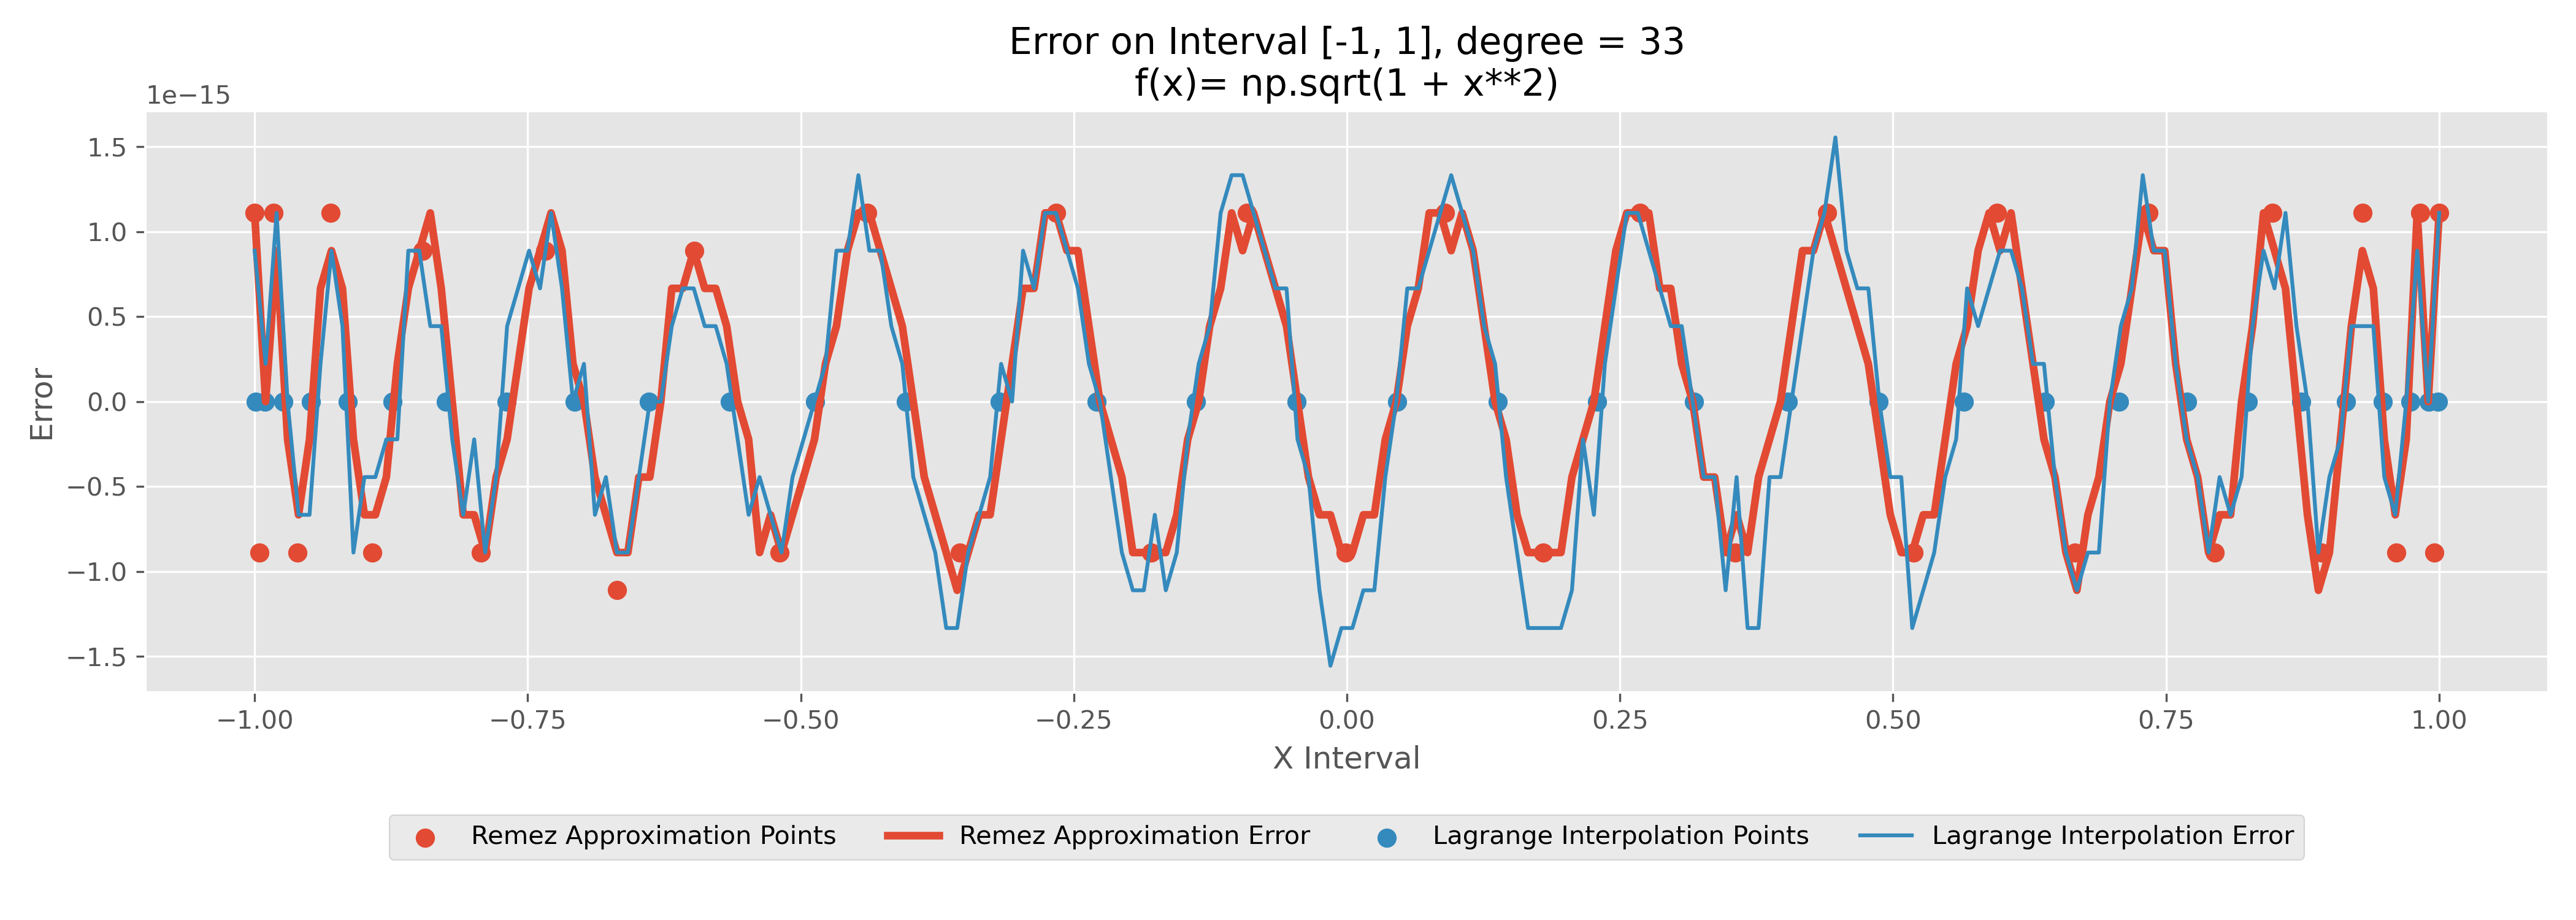 Error on Interval [-1, 1], degree = 33
f(x)= np.sqrt(1 + x**2)
1e−15
1.5
1.0
0.5
0.0
−0.5
−1.0
−1.5
Error
−1.00 −0.75 −0.50 −0.25 0.00 0.25 0.50 0.75 1.00
X Interval
Remez Approximation Points Remez Approximation Error Lagrange Interpolation Points Lagrange Interpolation Error